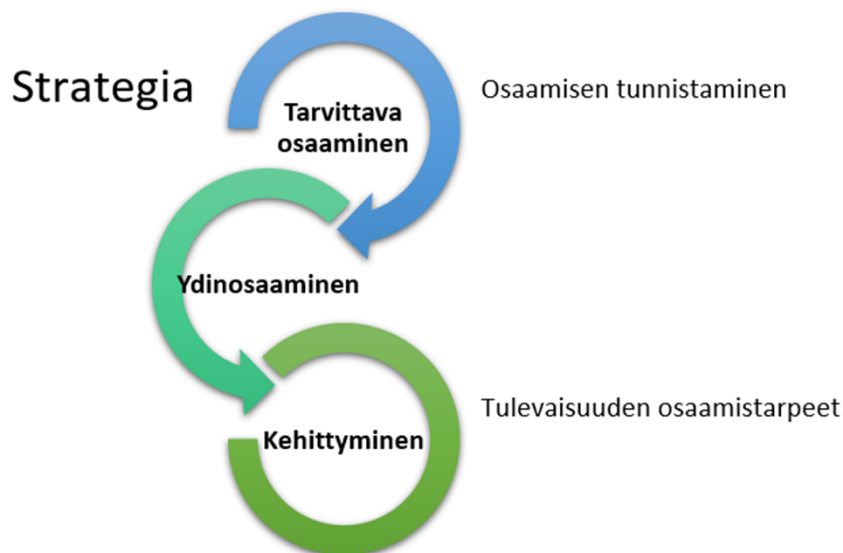 Strategia
Osaamisen tunnistaminen
Tarvittava
osaaminen
Ydinosaaminen
Tulevaisuuden osaamistarpeet
Kehittyminen